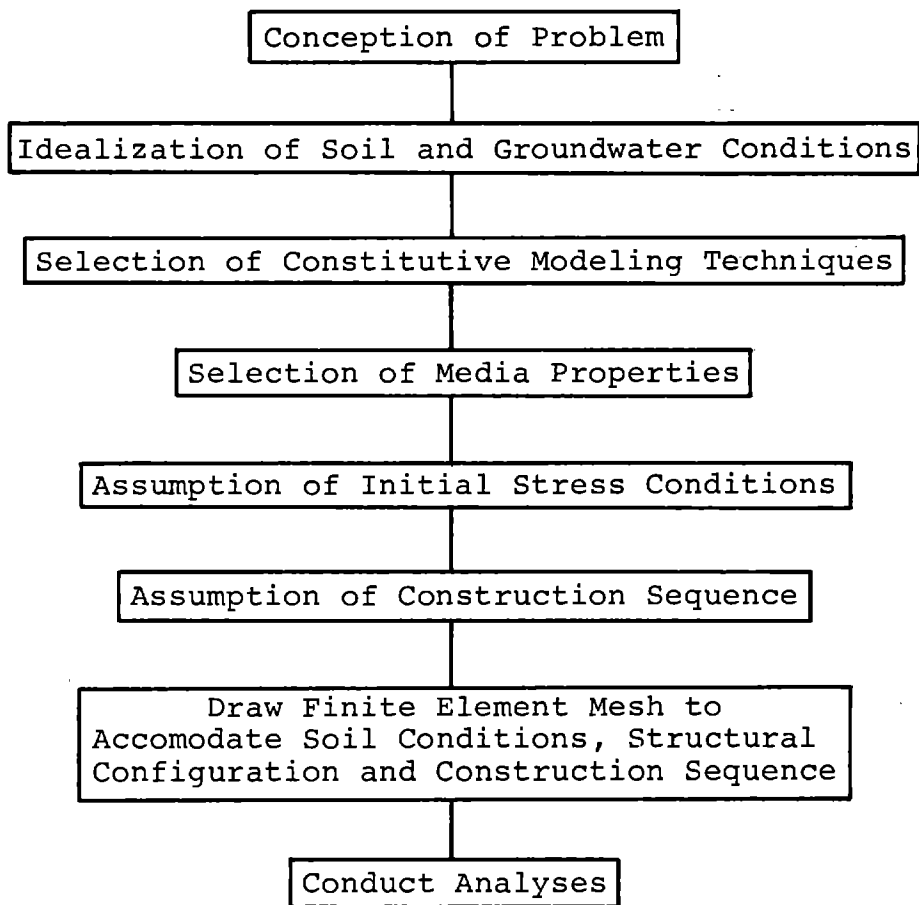 Conception of Problem
Idealization of Soil and Groundwater Conditions
Selection of Constitutive Modeling Techniques
Selection of Media Properties
Assumption of Initial Stress Conditions
Assumption of Construction Sequence
Draw Finite Element Mesh to
Accomodate Soil Conditions, Structural
Configuration and Construction Sequence
Conduct Analyses